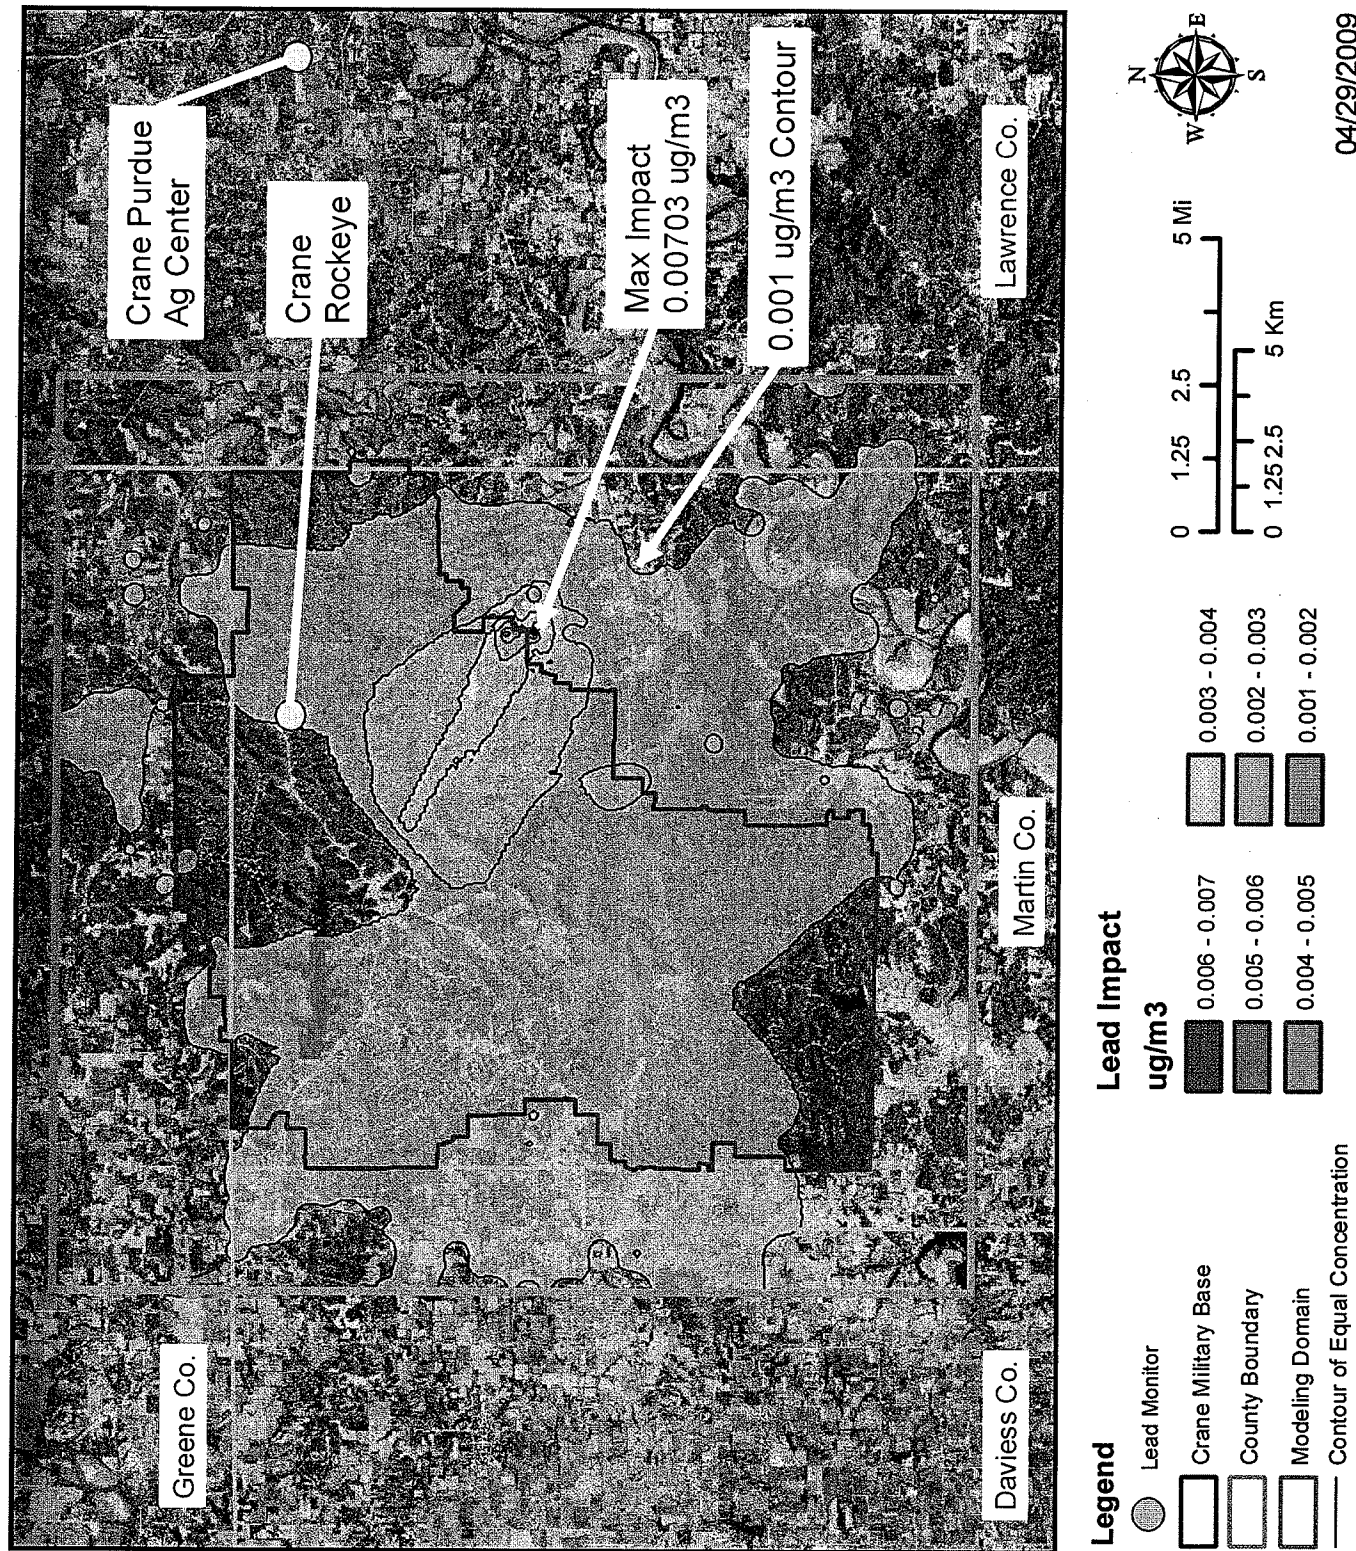 Crane Purdue
Ag Center
Crane
Rockeye
Max Impact
0.00703 ug/m3
0.001 ug/m3 Contour
Greene Co.
Daviess Co.
Martin Co.
Lawrence Co.
Legend
Lead Monitor
Crane Military Base
County Boundary
Modeling Domain
Contour of Equal Concentration
Lead Impact
ug/m3
0.006 - 0.007
0.005 - 0.006
0.004 - 0.005
0.003 - 0.004
0.002 - 0.003
0.001 - 0.002
0 1.25 2.5 5 Mi
0 1.25 2.5 5 Km
N
W E
S
04/29/2009